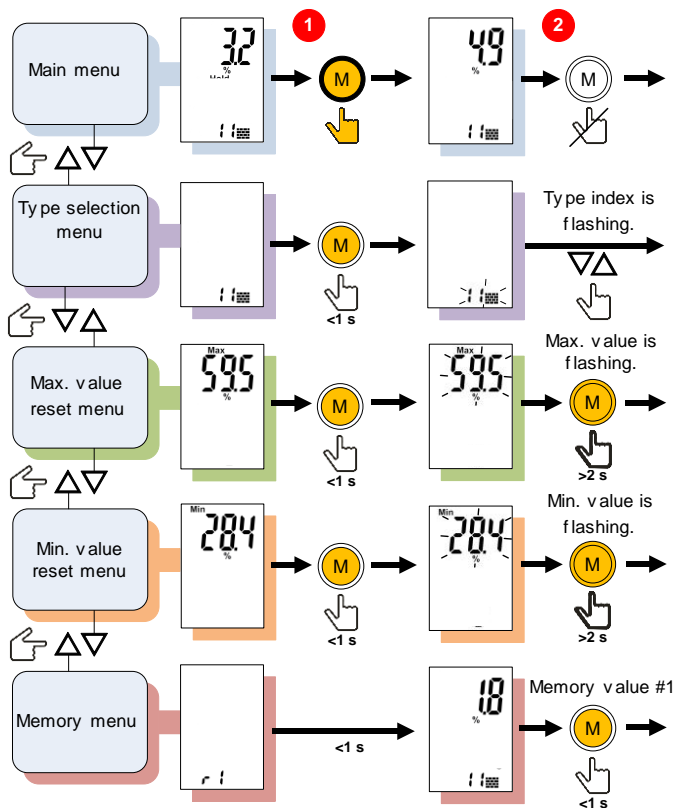 1
2
Main menu
3.2
%
Hold
11
M
4.9
%
11
M
Type selection
menu
11
M
<1 s
11
Type index is
flashing.
Max. value
reset menu
Max
59.5
%
M
<1 s
Max
59.5
%
Max. value is
flashing.
M
>2 s
Min. value
reset menu
Min
28.4
%
M
<1 s
Min
28.4
%
Min. value is
flashing.
M
>2 s
Memory menu
r1
<1 s
1.8
%
11
Memory value #1
M
<1 s